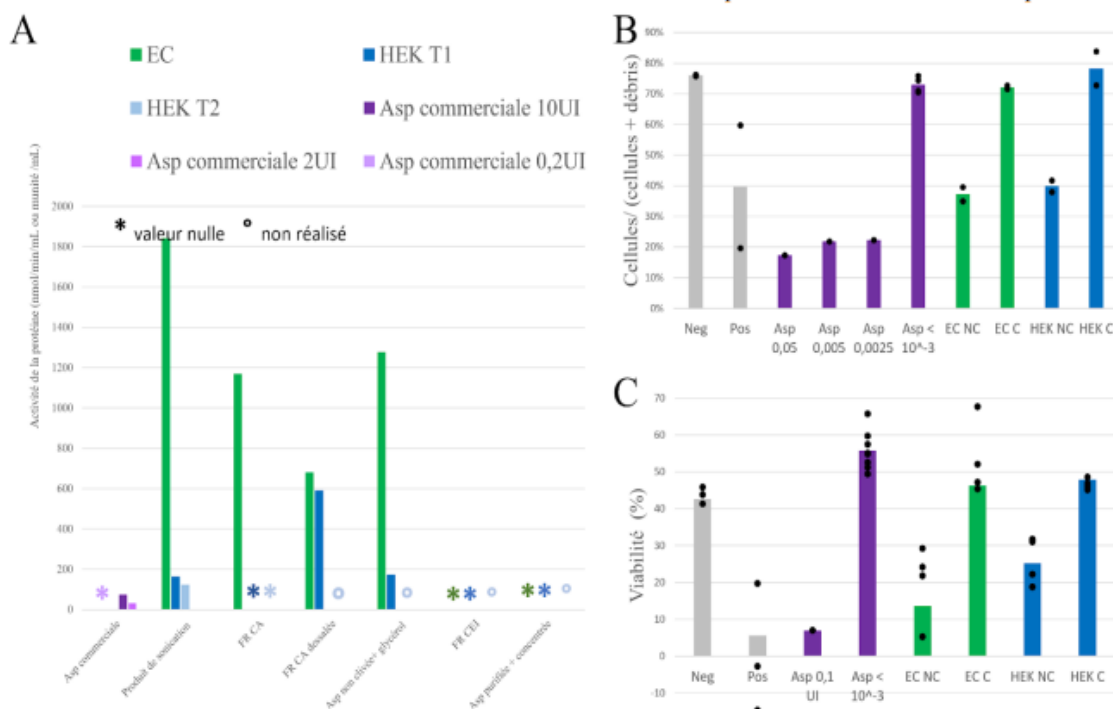 A
EC
HEK T1
HEK T2
Asp commerciale 10UI
Asp commerciale 2UI
Asp commerciale 0,2UI
Activité de la protéine (nmol/min/mL ou munité /mL)
* valeur nulle
° non réalisé
2000
1800
1600
1400
1200
1000
800
600
400
200
0
Asp commerciale
Produit de sonication
FR CA
FR CA dessalée
Asp non clivée+ glycérol
FR CEI
Asp purifiée + concentrée
B
Cellules/ (cellules + débris)
90%
80%
70%
60%
50%
40%
30%
20%
10%
0%
Neg
Pos
Asp 0,05
Asp 0,005
Asp 0,0025
Asp < 10^-3
EC NC
EC C
HEK NC
HEK C
C
Viabilité (%)
70
60
50
40
30
20
10
0
-10
Neg
Pos
Asp 0,1 UI
Asp < 10^-3
EC NC
EC C
HEK NC
HEK C